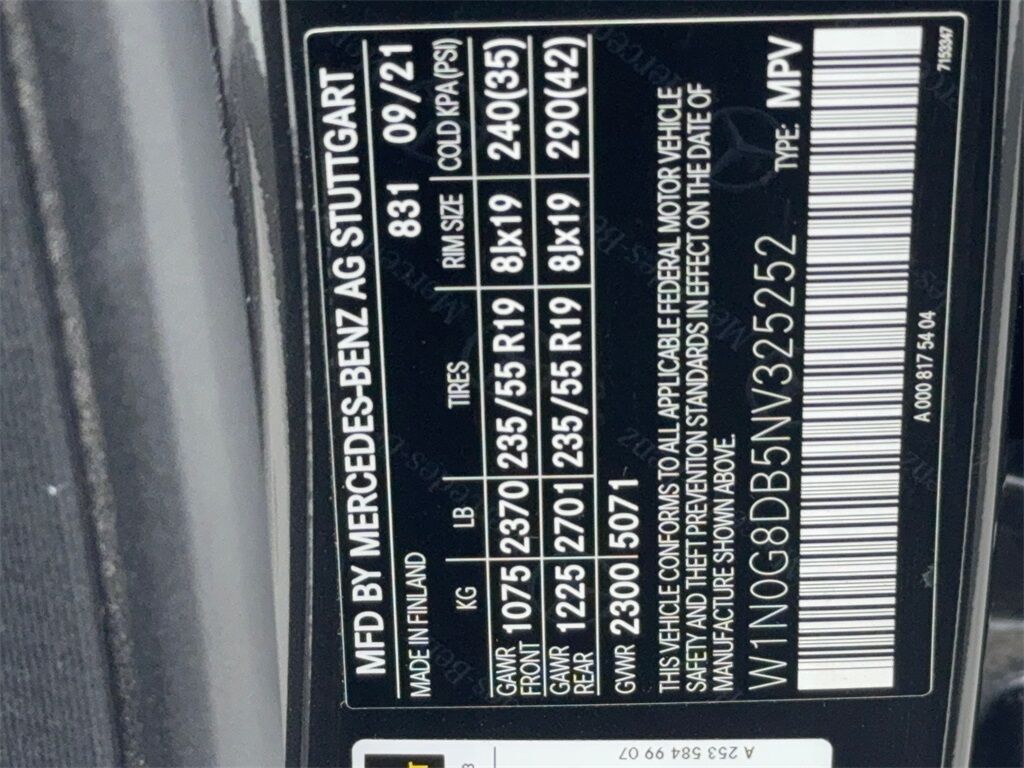 MFD BY MERCEDES-BENZ AG STUTTGART
MADE IN FINLAND 831 09/21
KG LB TIRES RIM SIZE COLD KPA(PSI)
GAWR FRONT 1075 2370 235/55 R19 8Jx19 240(35)
GAWR REAR 1225 2701 235/55 R19 8Jx19 290(42)
GVWR 2300 5071
THIS VEHICLE CONFORMS TO ALL APPLICABLE FEDERAL MOTOR VEHICLE
SAFETY AND THEFT PREVENTION STANDARDS IN EFFECT ON THE DATE OF
MANUFACTURE SHOWN ABOVE.
W1N0G8DB5NV325252 TYPE: MPV
A 000 817 54 04
7153347
A 253 584 99 07